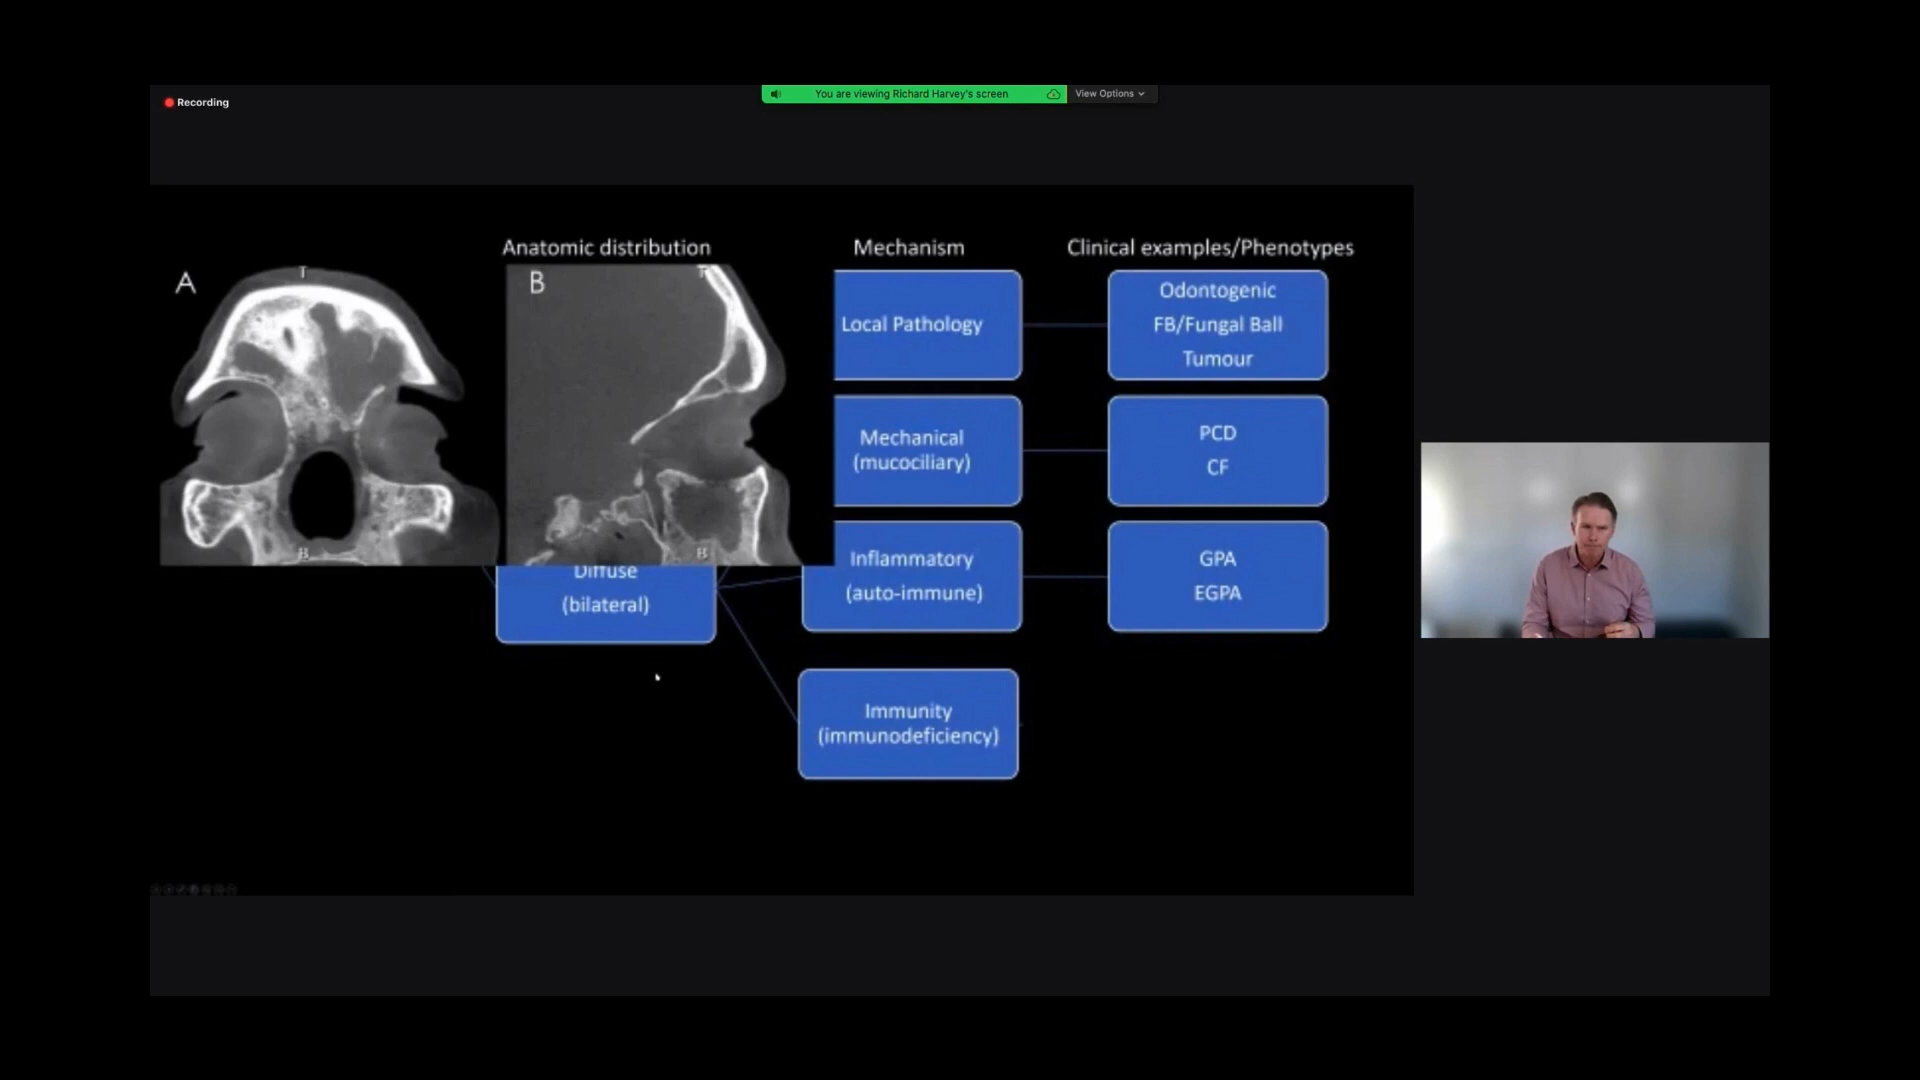 Recording
You are viewing Richard Harvey's screen
View Options
Anatomic distribution
Mechanism
Clinical examples/Phenotypes
A
T
B
B
T
B
Local Pathology
Odontogenic
FB/Fungal Ball
Tumour
Mechanical
(mucociliary)
PCD
CF
Diffuse
(bilateral)
Inflammatory
(auto-immune)
GPA
EGPA
Immunity
(immunodeficiency)